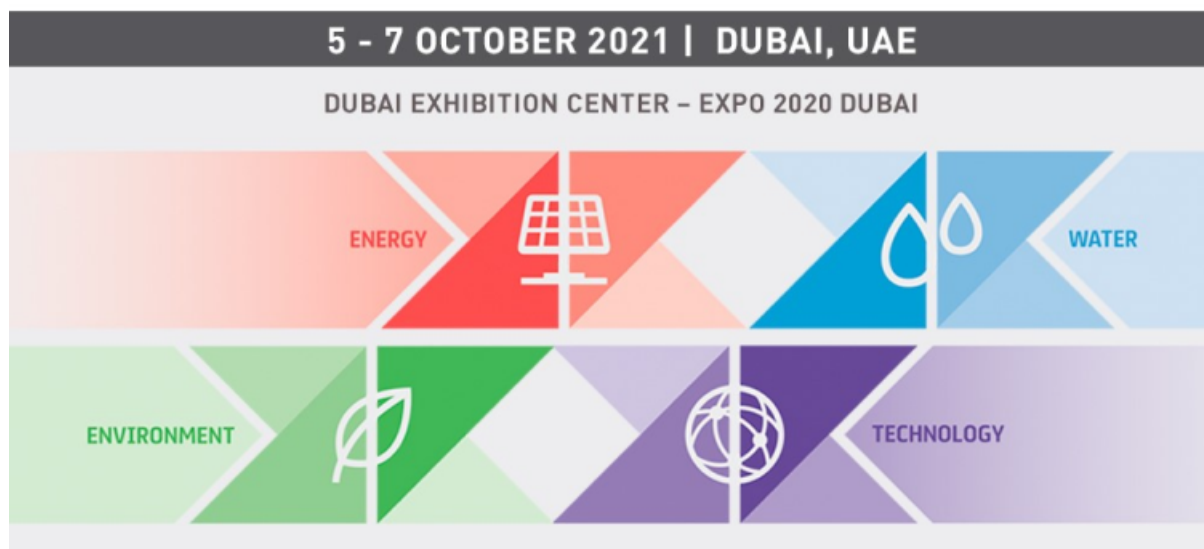 5 - 7 OCTOBER 2021 | DUBAI, UAE
DUBAI EXHIBITION CENTER – EXPO 2020 DUBAI
ENERGY
WATER
ENVIRONMENT
TECHNOLOGY